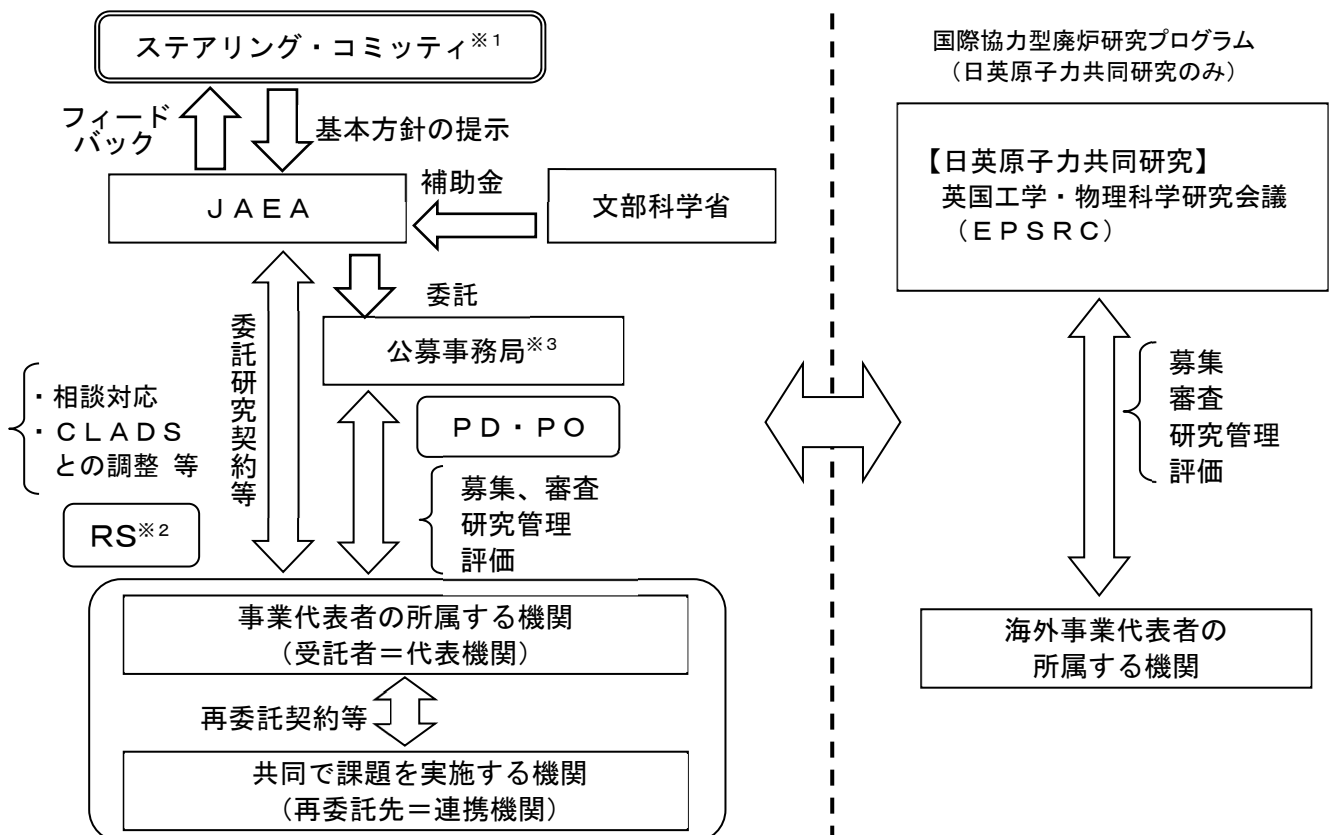 ステアリング・コミッティ※1
フィード
バック
基本方針の提示
JAEA
補助金
文部科学省
委託
公募事務局※3
委託研究契約等
・相談対応
・CLADS
との調整 等
RS※2
PD・PO
募集、審査
研究管理
評価
事業代表者の所属する機関
(受託者=代表機関)
再委託契約等
共同で課題を実施する機関
(再委託先=連携機関)
国際協力型廃炉研究プログラム
(日英原子力共同研究のみ)
【日英原子力共同研究】
英国工学・物理科学研究会議
(EPSRC)
募集
審査
研究管理
評価
海外事業代表者の
所属する機関